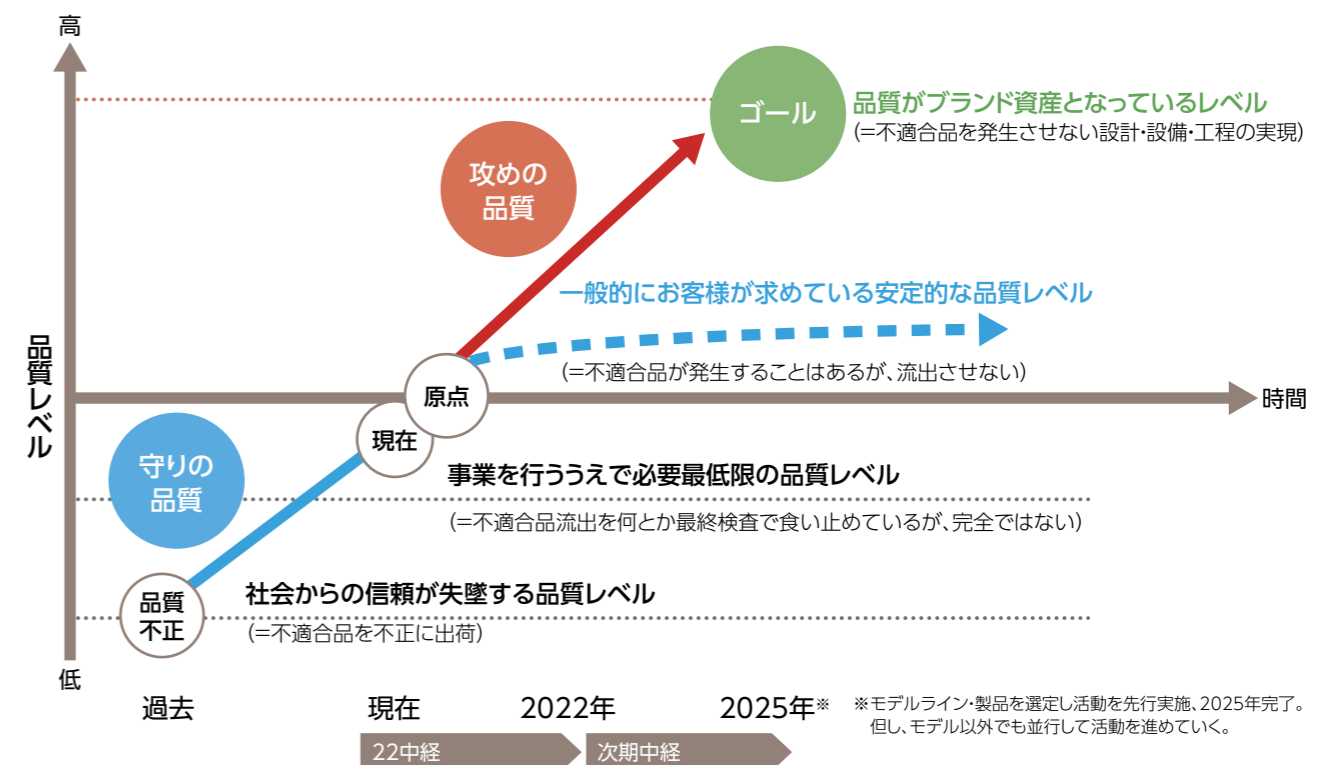 高
ゴール
品質がブランド資産となっているレベル
(=不適合品を発生させない設計・設備・工程の実現)
攻めの
品質
一般的にお客様が求めている安定的な品質レベル
(=不適合品が発生することはあるが、流出させない)
品質レベル
原点
時間
現在
守りの
品質
事業を行ううえで必要最低限の品質レベル
(=不適合品流出を何とか最終検査で食い止めているが、完全ではない)
品質
不正
社会からの信頼が失墜する品質レベル
(=不適合品を不正に出荷)
低
過去
現在
2022年
2025年※
※モデルライン・製品を選定し活動を先行実施、2025年完了。
但し、モデル以外でも並行して活動を進めていく。
22中経
次期中経